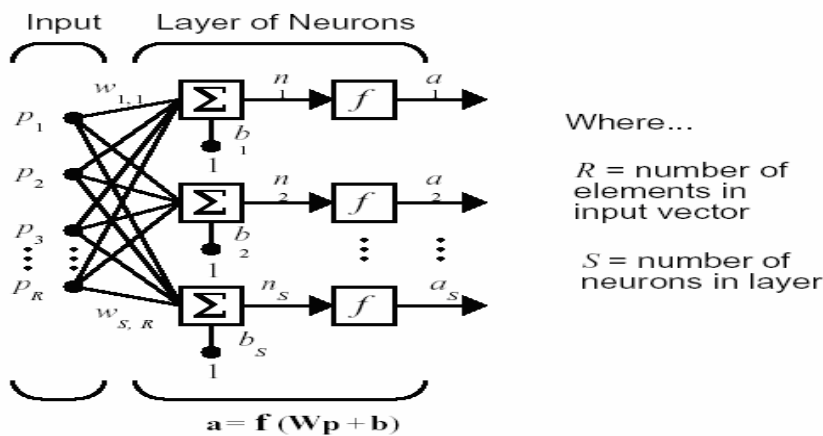 Input Layer of Neurons
w1,1 n1 a1
Σ f
p1
b1
1
p2
n2 a2
Σ f
p3
b2
1
pR
nS aS
Σ f
wS, R
bS
1
a = f (Wp + b)
Where...
R = number of
elements in
input vector
S = number of
neurons in layer